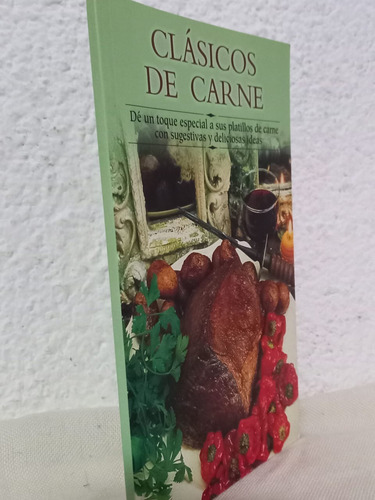 CLÁSICOS
DE CARNE
Dé un toque especial a sus platillos de carne
con sugestivas y deliciosas ideas